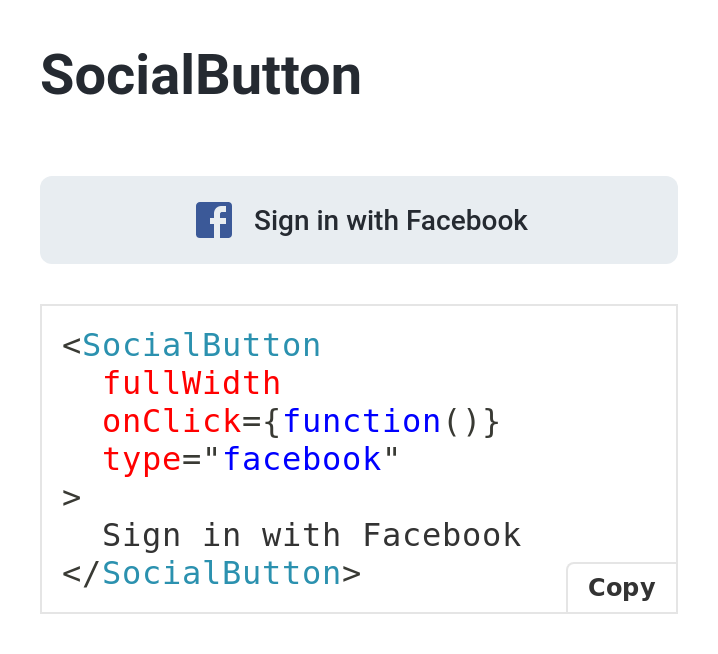 SocialButton
Sign in with Facebook
<SocialButton
  fullWidth
  onClick={function()}
  type="facebook"
>
  Sign in with Facebook
</SocialButton>
Copy